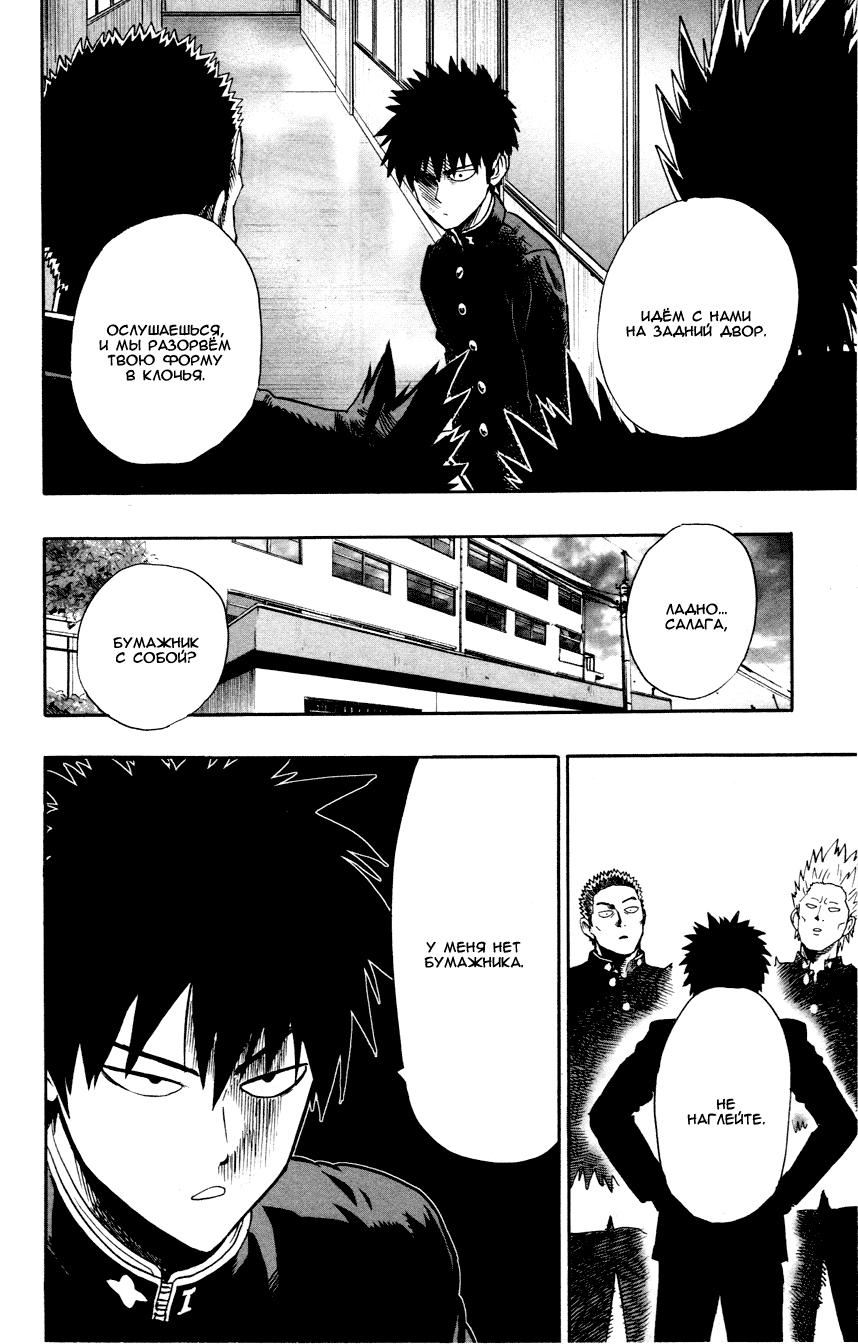 ИДЁМ С НАМИ
НА ЗАДНИЙ ДВОР.
ОСЛУШАЕШЬСЯ,
И МЫ РАЗОРВЁМ
ТВОЮ ФОРМУ
В КЛОЧЬЯ.
ЛАДНО...
САЛАГА,
БУМАЖНИК
С СОБОЙ?
НЕ
НАГЛЕЙТЕ.
У МЕНЯ НЕТ
БУМАЖНИКА.
I
I